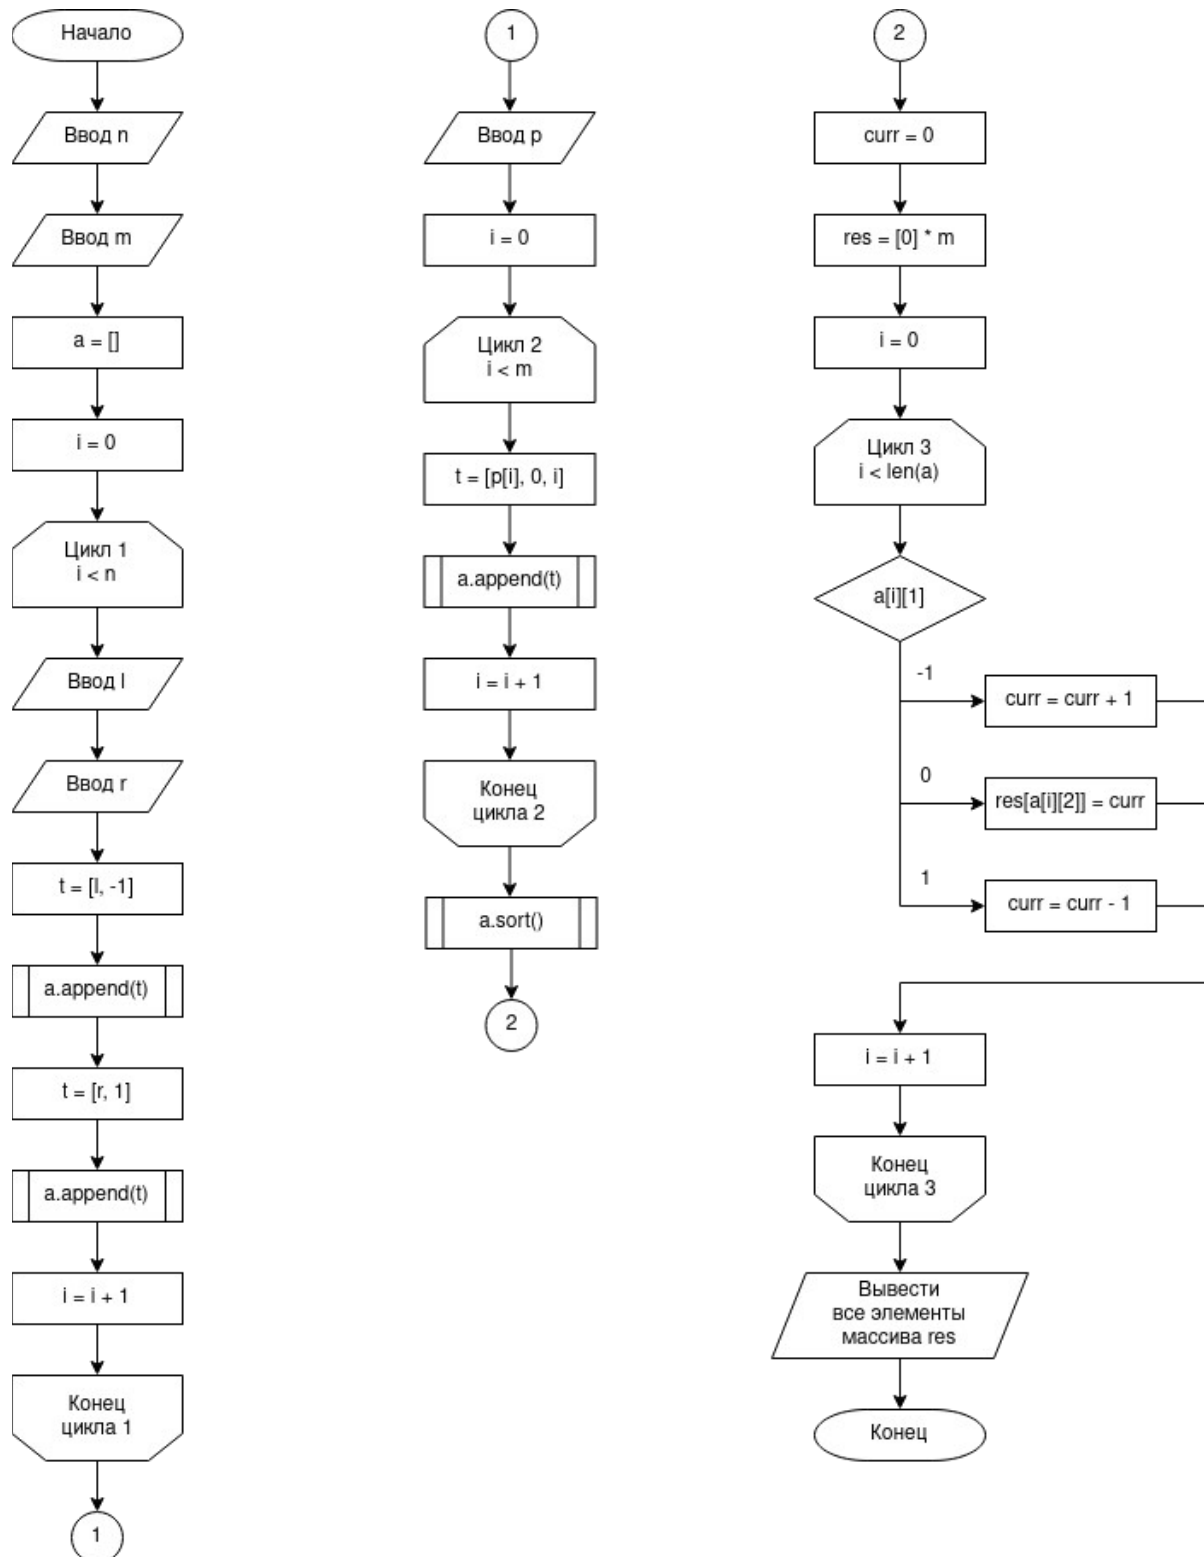 Начало
Ввод n
Ввод m
a = []
i = 0
Цикл 1
i < n
Ввод l
Ввод r
t = [l, -1]
a.append(t)
t = [r, 1]
a.append(t)
i = i + 1
Конец
цикла 1
1
1
Ввод p
i = 0
Цикл 2
i < m
t = [p[i], 0, i]
a.append(t)
i = i + 1
Конец
цикла 2
a.sort()
2
2
curr = 0
res = [0] * m
i = 0
Цикл 3
i < len(a)
a[i][1]
-1
curr = curr + 1
0
res[a[i][2]] = curr
1
curr = curr - 1
i = i + 1
Конец
цикла 3
Вывести
все элементы
массива res
Конец